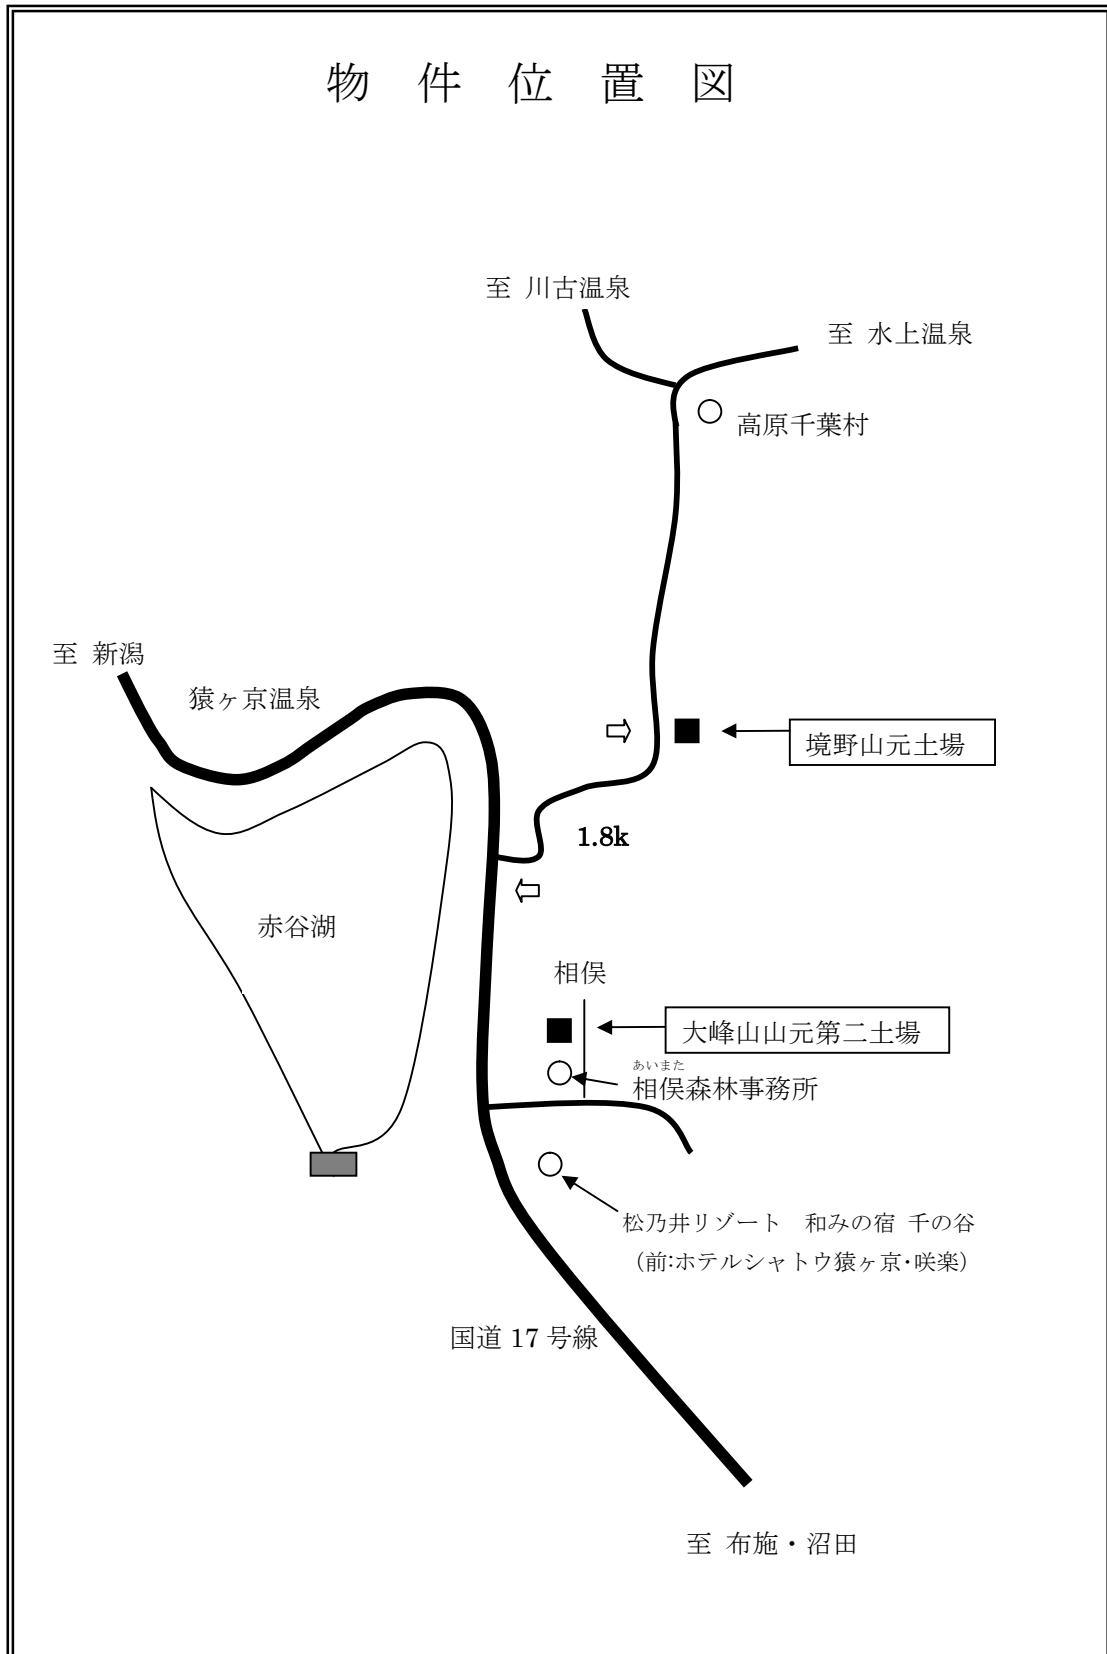 物 件 位 置 図
至 川古温泉
至 水上温泉
高原千葉村
至 新潟
猿ヶ京温泉
境野山元土場
1.8k
赤谷湖
相俣
大峰山山元第二土場
あいまた
相俣森林事務所
松乃井リゾート 和みの宿 千の谷
（前:ホテルシャトウ猿ヶ京・咲楽）
国道 17 号線
至 布施・沼田